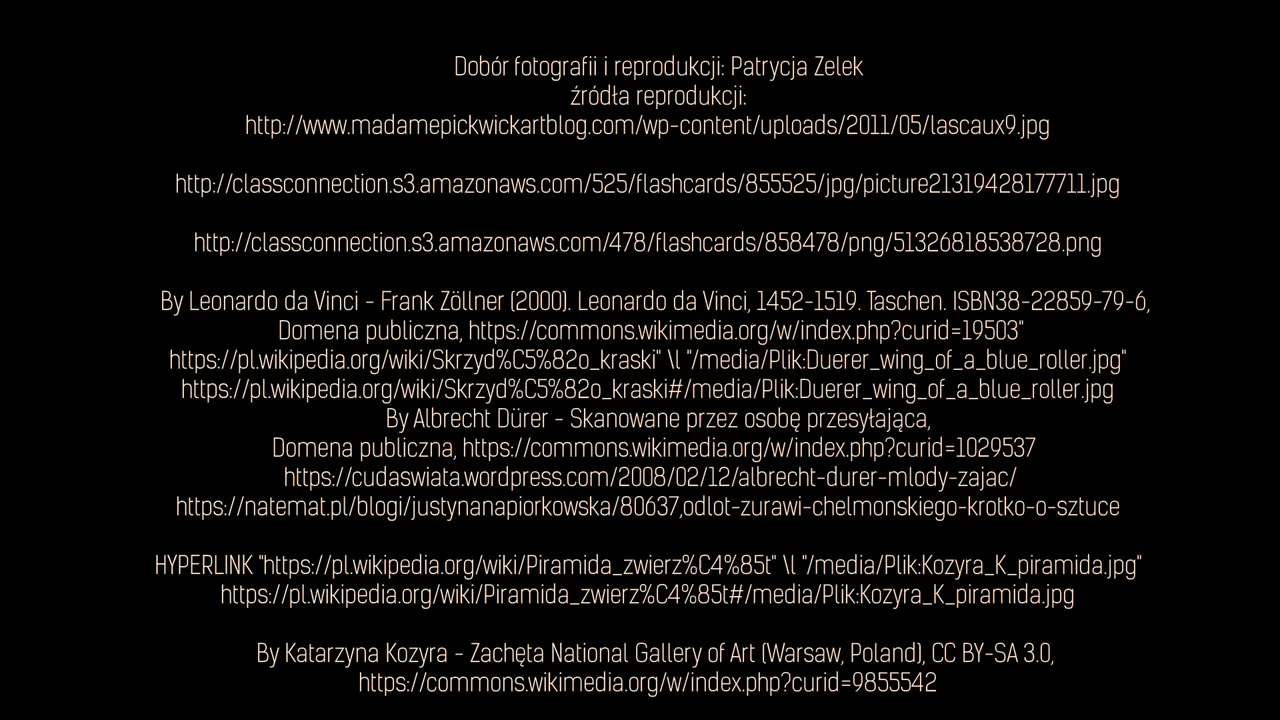 Dobór fotografii i reprodukcji: Patrycja Zelek
źródła reprodukcji:
http://www.madamepickwickartblog.com/wp-content/uploads/2011/05/lascaux9.jpg
http://classconnection.s3.amazonaws.com/525/flashcards/855525/jpg/picture21319428177711.jpg
http://classconnection.s3.amazonaws.com/478/flashcards/858478/png/51326818538728.png
By Leonardo da Vinci - Frank Zöllner (2000). Leonardo da Vinci, 1452-1519. Taschen. ISBN38-22859-79-6,
Domena publiczna, https://commons.wikimedia.org/w/index.php?curid=19503"
https://pl.wikipedia.org/wiki/Skrzyd%C5%82o_kraski" \l "/media/Plik:Duerer_wing_of_a_blue_roller.jpg"
https://pl.wikipedia.org/wiki/Skrzyd%C5%82o_kraski#/media/Plik:Duerer_wing_of_a_blue_roller.jpg
By Albrecht Dürer - Skanowane przez osobę przesyłająca,
Domena publiczna, https://commons.wikimedia.org/w/index.php?curid=1029537
https://cudaswiata.wordpress.com/2008/02/12/albrecht-durer-mlody-zajac/
https://natemat.pl/blogi/justynanapiorkowska/80637,odlot-zurawi-chelmonskiego-krotko-o-sztuce
HYPERLINK "https://pl.wikipedia.org/wiki/Piramida_zwierz%C4%85t" \l "/media/Plik:Kozyra_K_piramida.jpg"
https://pl.wikipedia.org/wiki/Piramida_zwierz%C4%85t#/media/Plik:Kozyra_K_piramida.jpg
By Katarzyna Kozyra - Zachęta National Gallery of Art (Warsaw, Poland), CC BY-SA 3.0,
https://commons.wikimedia.org/w/index.php?curid=9855542